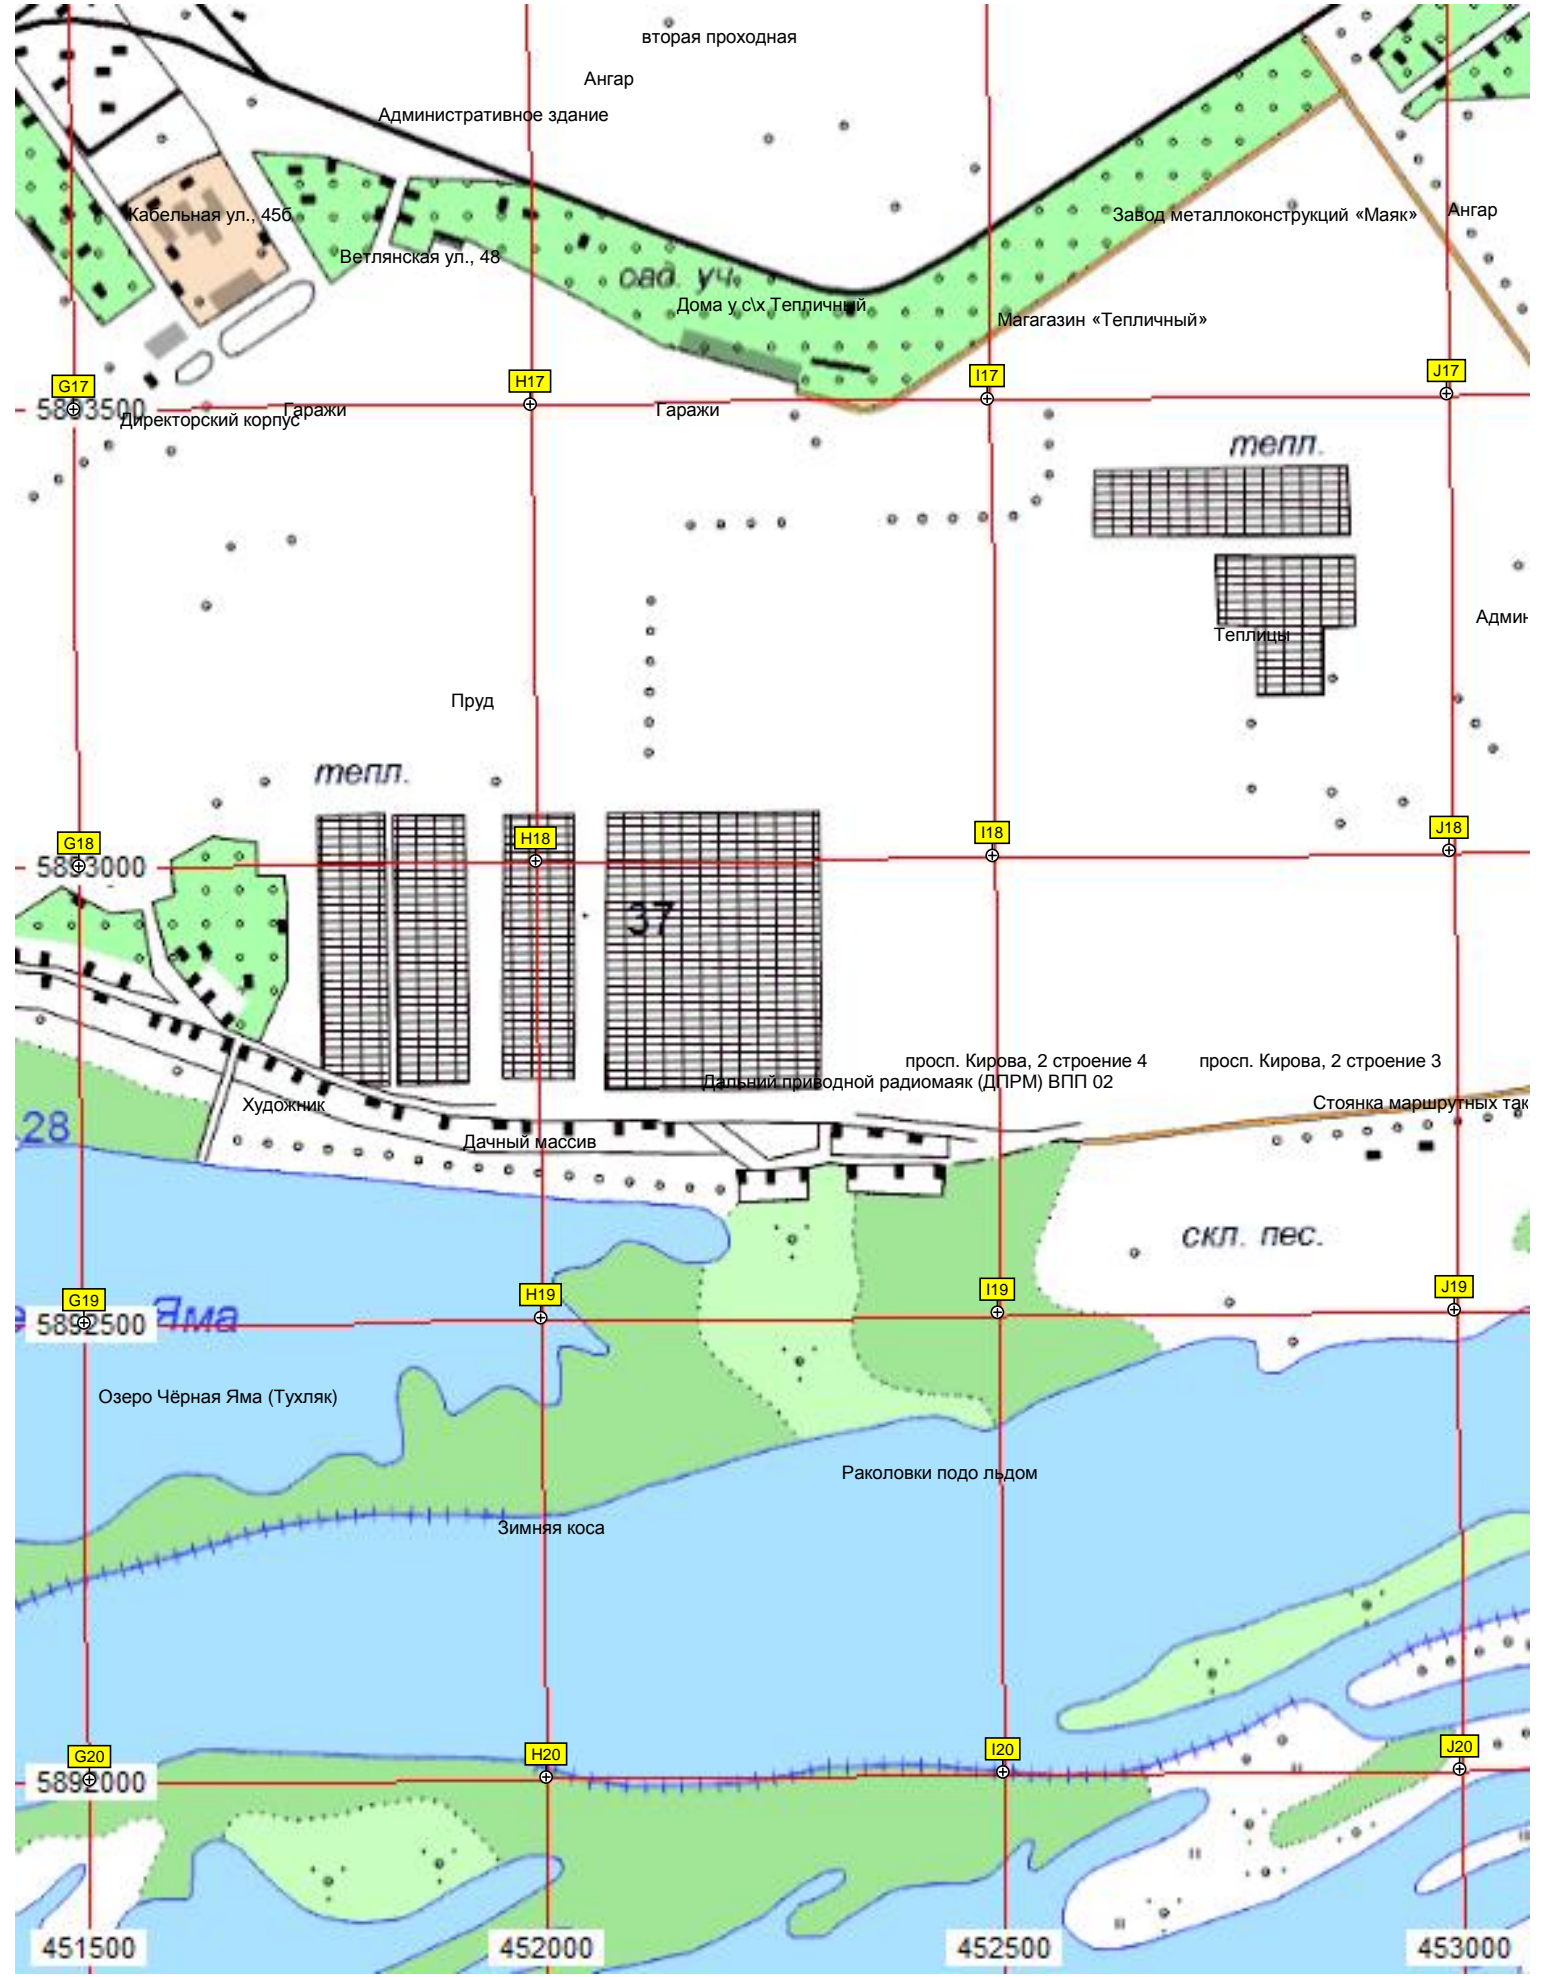 вторая проходная
Ангар
Административное здание
Кабельная ул., 45б
Завод металлоконструкций «Маяк»
Ангар
Ветлянская ул., 48
сад. уч.
Дома у с\х Тепличный
Магагазин «Тепличный»
G17
H17
I17
J17
5893500
Директорский корпус
Гаражи
Гаражи
тепл.
Админ
Теплицы
Пруд
тепл.
G18
H18
I18
J18
5893000
37
просп. Кирова, 2 строение 4
просп. Кирова, 2 строение 3
Дальний приводной радиомаяк (ДПРМ) ВПП 02
Художник
Стоянка маршрутных так
28
Дачный массив
скл. пес.
G19
H19
I19
J19
5892500
Яма
Озеро Чёрная Яма (Тухляк)
Раколовки подо льдом
Зимняя коса
G20
H20
I20
J20
5892000
451500
452000
452500
453000